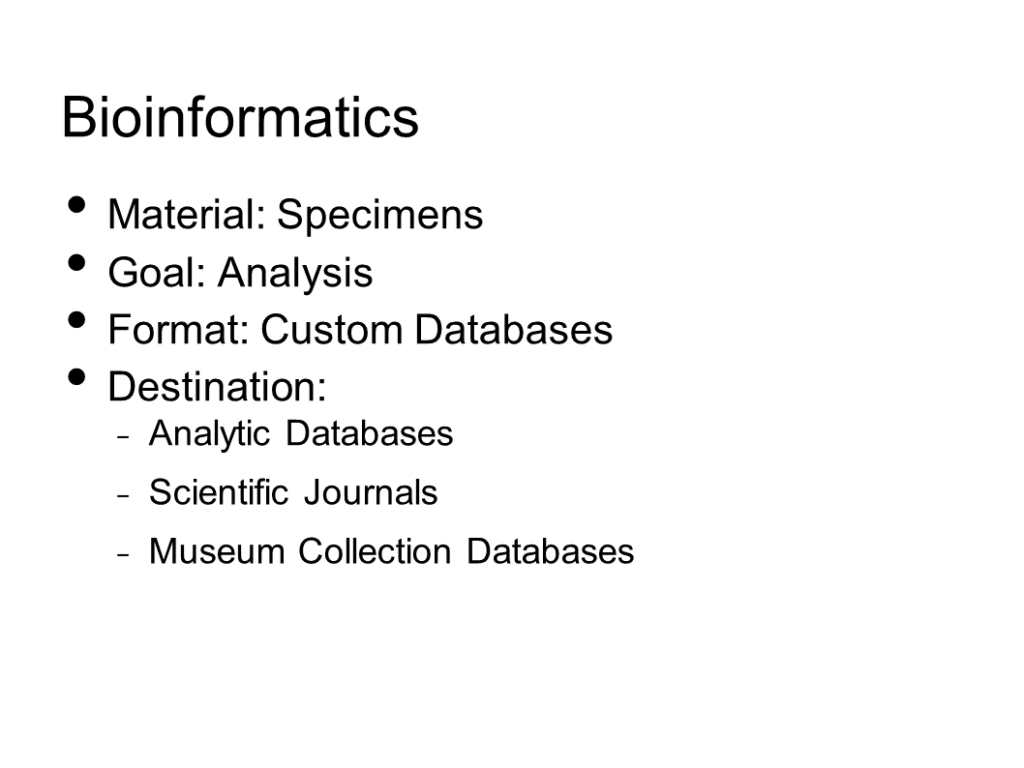 Bioinformatics
• Material: Specimens
• Goal: Analysis
• Format: Custom Databases
• Destination:
– Analytic Databases
– Scientific Journals
– Museum Collection Databases